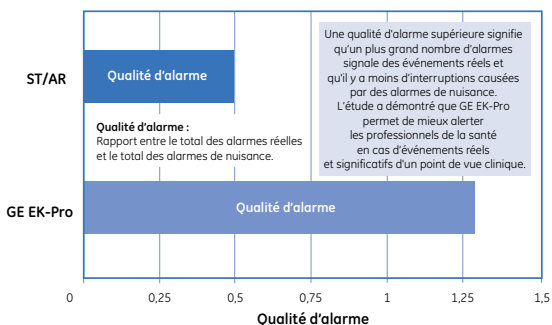 Une qualité d'alarme supérieure signifie
qu'un plus grand nombre d'alarmes
signale des événements réels et
qu'il y a moins d'interruptions causées
par des alarmes de nuisance.
L'étude a démontré que GE EK-Pro
permet de mieux alerter
les professionnels de la santé
en cas d'événements réels
et significatifs d'un point de vue clinique.
ST/AR
Qualité d'alarme
Qualité d'alarme :
Rapport entre le total des alarmes réelles
et le total des alarmes de nuisance.
GE EK-Pro
Qualité d'alarme
0 0,25 0,5 0,75 1 1,25 1,5
Qualité d'alarme